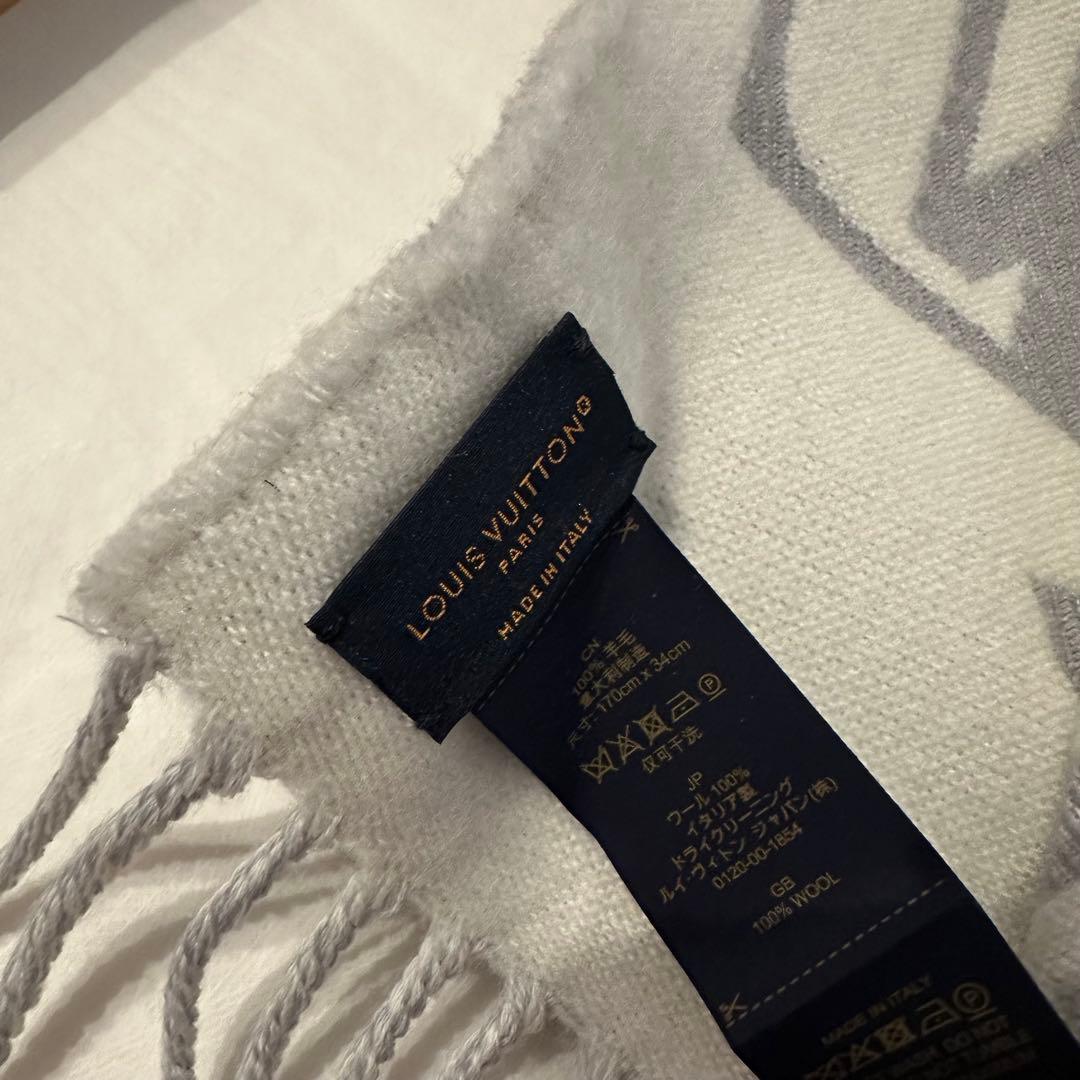 LOUIS VUITTON®
PARIS
MADE IN ITALY
CN
100% 羊毛
意大利制造
尺寸-170cm x 34cm
仅可干洗
JP
ウール 100%
イタリア製
ドライクリーニング
ルイ・ヴィトン ジャパン(株)
0120-00-1854
GB
100% WOOL
MADE IN ITALY
WASH DO NOT